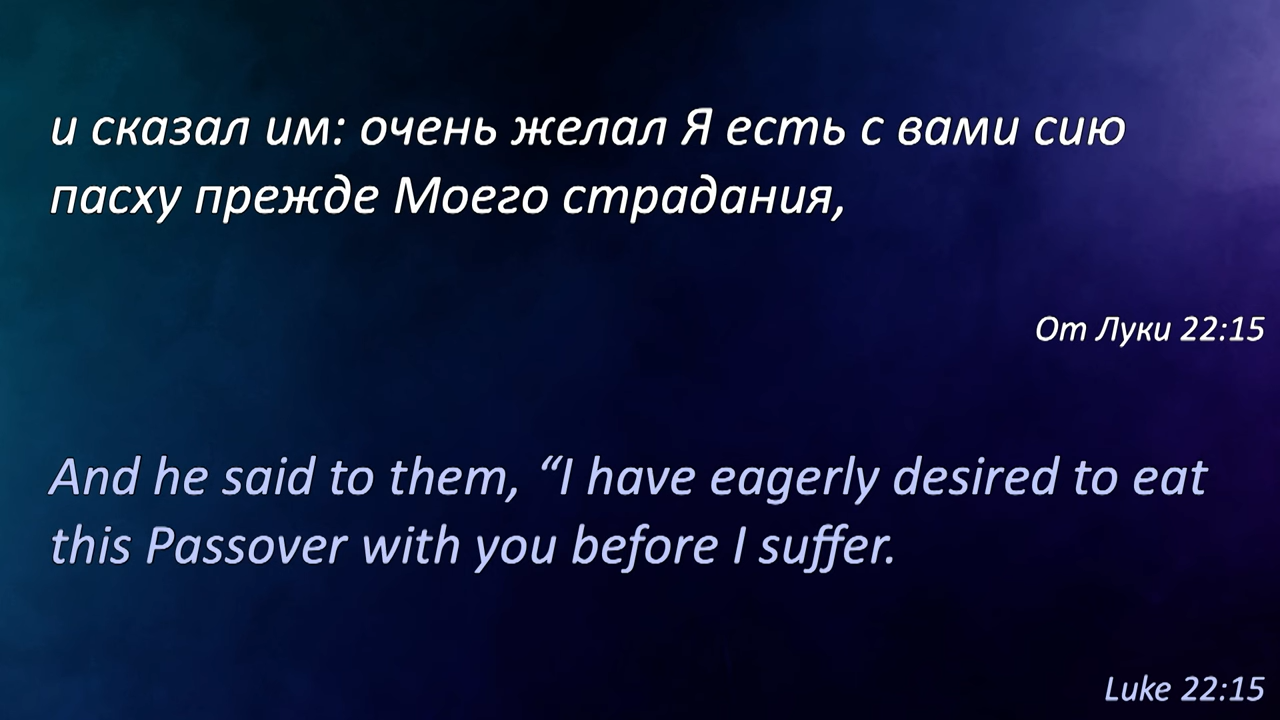 и сказал им: очень желал Я есть с вами сию
пасху прежде Моего страдания,
От Луки 22:15
And he said to them, “I have eagerly desired to eat
this Passover with you before I suffer.
Luke 22:15